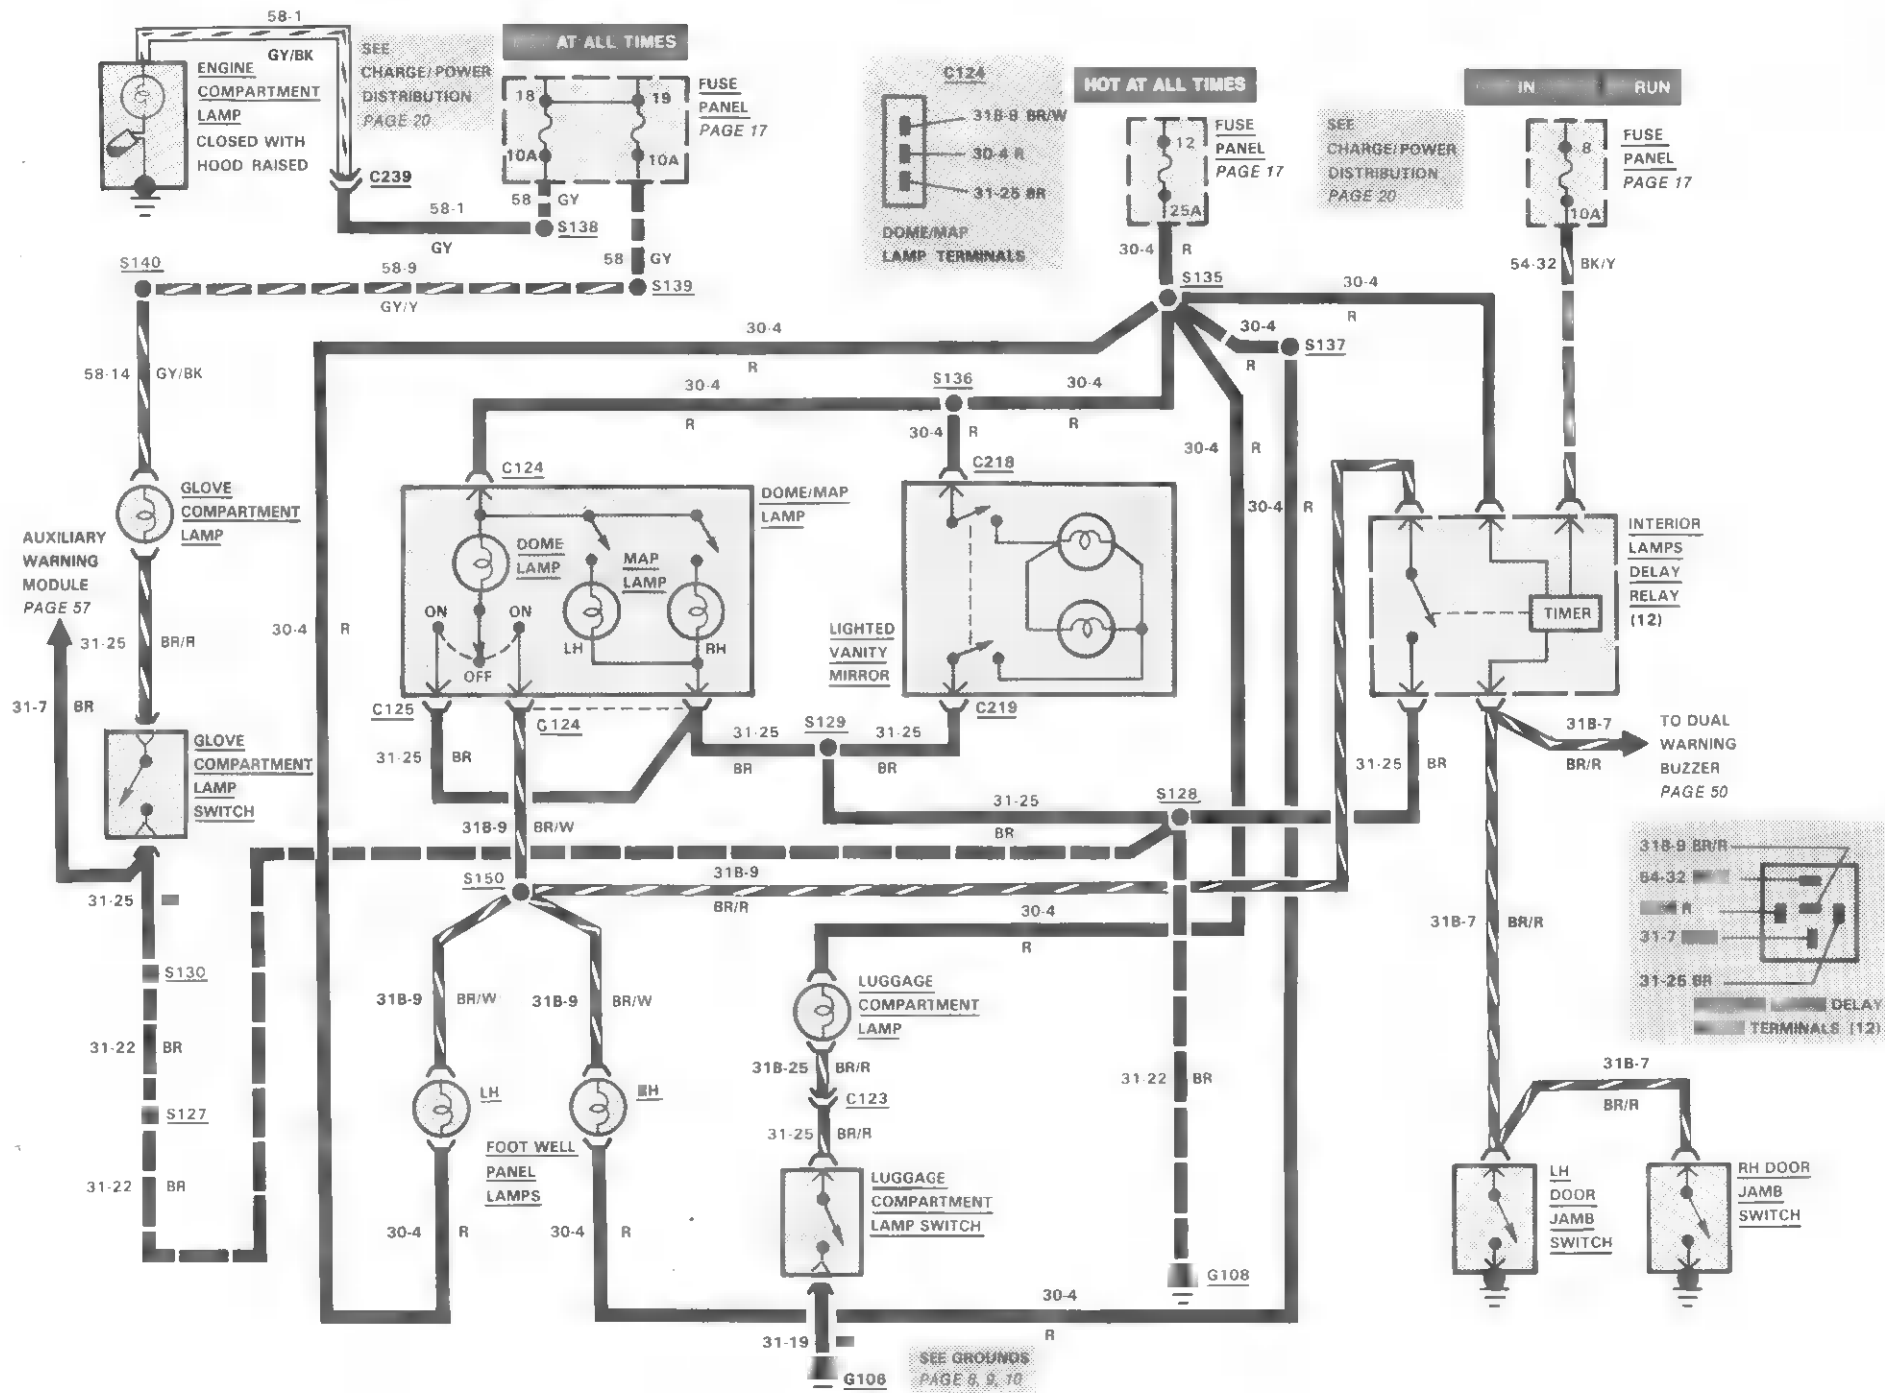 58-1
GY/BK
ENGINE
COMPARTMENT
LAMP
CLOSED WITH
HOOD RAISED
SEE
CHARGE/POWER
DISTRIBUTION
PAGE 20
AT ALL TIMES
18
19
10A
10A
FUSE
PANEL
PAGE 17
C239
58-1
GY
58
GY
S138
58
GY
S139
S140
58-9
GY/Y
C124
31B-9 BR/W
30-4 R
31-25 BR
DOME/MAP
LAMP TERMINALS
HOT AT ALL TIMES
12
25A
FUSE
PANEL
PAGE 17
SEE
CHARGE/POWER
DISTRIBUTION
PAGE 20
IN RUN
8
10A
FUSE
PANEL
PAGE 17
30-4
R
S135
54-32
BK/Y
30-4
R
30-4
R
S137
30-4
R
58-14
GY/BK
30-4
R
S136
30-4
R
30-4
R
30-4
R
30-4
R
C124
C218
GLOVE
COMPARTMENT
LAMP
AUXILIARY
WARNING
MODULE
PAGE 57
DOME/MAP
LAMP
DOME
LAMP
MAP
LAMP
ON
ON
OFF
LH
RH
LIGHTED
VANITY
MIRROR
TIMER
INTERIOR
LAMPS
DELAY
RELAY
(12)
31-25
BR/R
30-4
R
31-7
BR
C125
C124
C219
31-25
BR
31-25
BR
S129
31-25
BR
GLOVE
COMPARTMENT
LAMP
SWITCH
31B-7
BR/R
TO DUAL
WARNING
BUZZER
PAGE 50
31-25
BR
31B-9
BR/W
31-25
BR
S128
S150
31B-9
BR/R
31-25
30-4
R
31B-7
BR/R
31B-9 BR/R
54-32
R
31-7
31-25 BR
DELAY
TERMINALS (12)
S130
31B-9
BR/W
31B-9
BR/W
LUGGAGE
COMPARTMENT
LAMP
31-22
BR
31B-25
BR/R
C123
31-22
BR
LH
FOOT WELL
PANEL
LAMPS
31B-7
BR/R
S127
31-25
BR/R
31-22
BR
LUGGAGE
COMPARTMENT
LAMP SWITCH
LH
DOOR
JAMB
SWITCH
RH DOOR
JAMB
SWITCH
30-4
R
30-4
R
G108
30-4
R
31-19
G108
SEE GROUNDS
PAGE 8, 9, 10